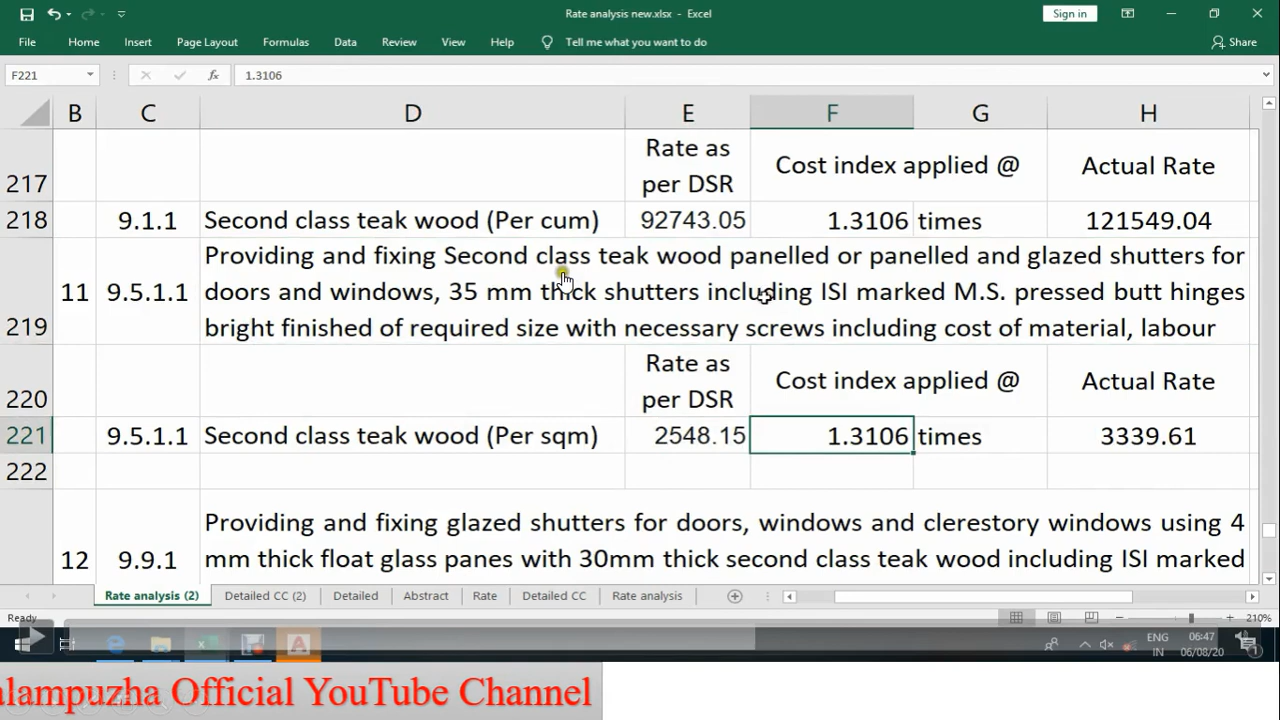 Rate analysis new.xlsx - Excel
Sign in
File Home Insert Page Layout Formulas Data Review View Help Tell me what you want to do Share
F221 fx 1.3106
B C D E F G H
217 Rate as per DSR Cost index applied @ Actual Rate
218 9.1.1 Second class teak wood (Per cum) 92743.05 1.3106 times 121549.04
Providing and fixing Second class teak wood panelled or panelled and glazed shutters for
11 9.5.1.1 doors and windows, 35 mm thick shutters including ISI marked M.S. pressed butt hinges
219 bright finished of required size with necessary screws including cost of material, labour
220 Rate as per DSR Cost index applied @ Actual Rate
221 9.5.1.1 Second class teak wood (Per sqm) 2548.15 1.3106 times 3339.61
222
Providing and fixing glazed shutters for doors, windows and clerestory windows using 4
12 9.9.1 mm thick float glass panes with 30mm thick second class teak wood including ISI marked
Rate analysis (2) Detailed CC (2) Detailed Abstract Rate Detailed CC Rate analysis
Ready 210%
ENG 06:47
IN 06/08/20
alampuzha Official YouTube Channel